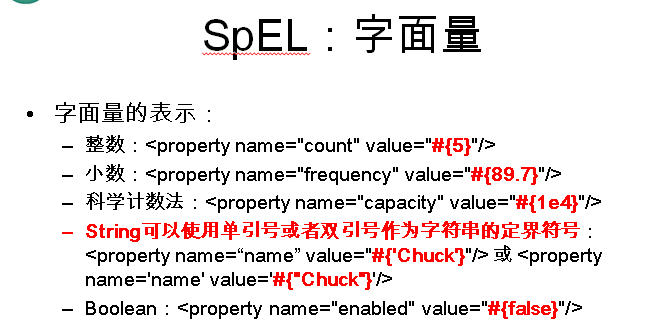 SpEL：字面量
• 字面量的表示：
– 整数：<property name="count" value="#{5}"/>
– 小数：<property name="frequency" value="#{89.7}"/>
– 科学计数法：<property name="capacity" value="#{1e4}"/>
– String可以使用单引号或者双引号作为字符串的定界符号：
<property name=“name” value="#{'Chuck'}"/> 或 <property
name='name' value='#{"Chuck"}'/>
– Boolean：<property name="enabled" value="#{false}"/>